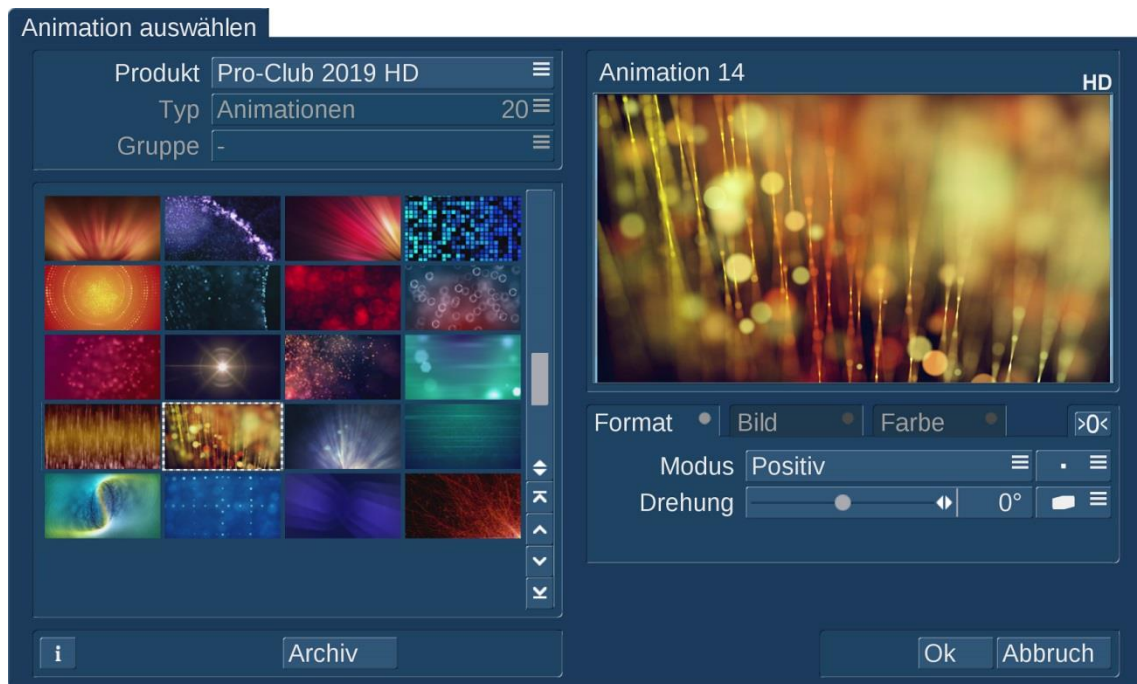 Animation auswählen
Produkt Pro-Club 2019 HD
Typ Animationen 20
Gruppe -
Animation 14
HD
Format Bild Farbe >0<
Modus Positiv
Drehung 0°
i Archiv
Ok Abbruch